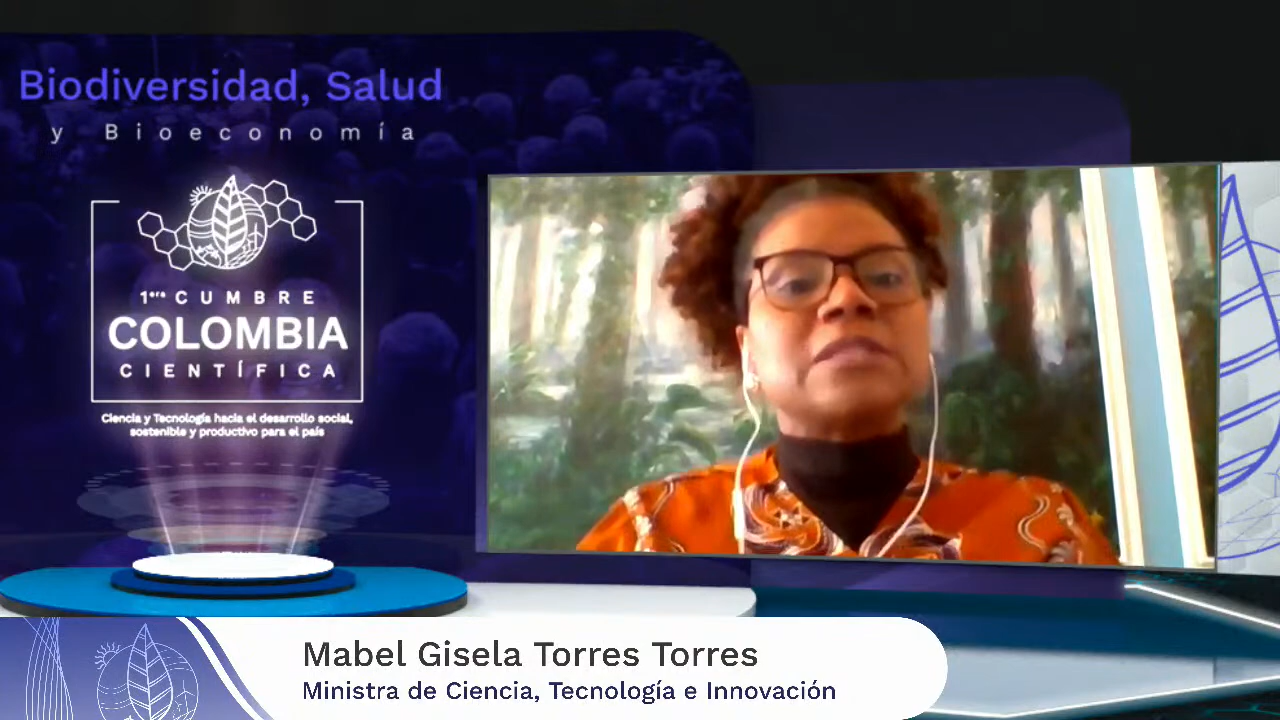 Biodiversidad, Salud
y Bioeconomía
1era CUMBRE
COLOMBIA
CIENTÍFICA
Ciencia y Tecnología hacia el desarrollo social,
sostenible y productivo para el país
Mabel Gisela Torres Torres
Ministra de Ciencia, Tecnología e Innovación